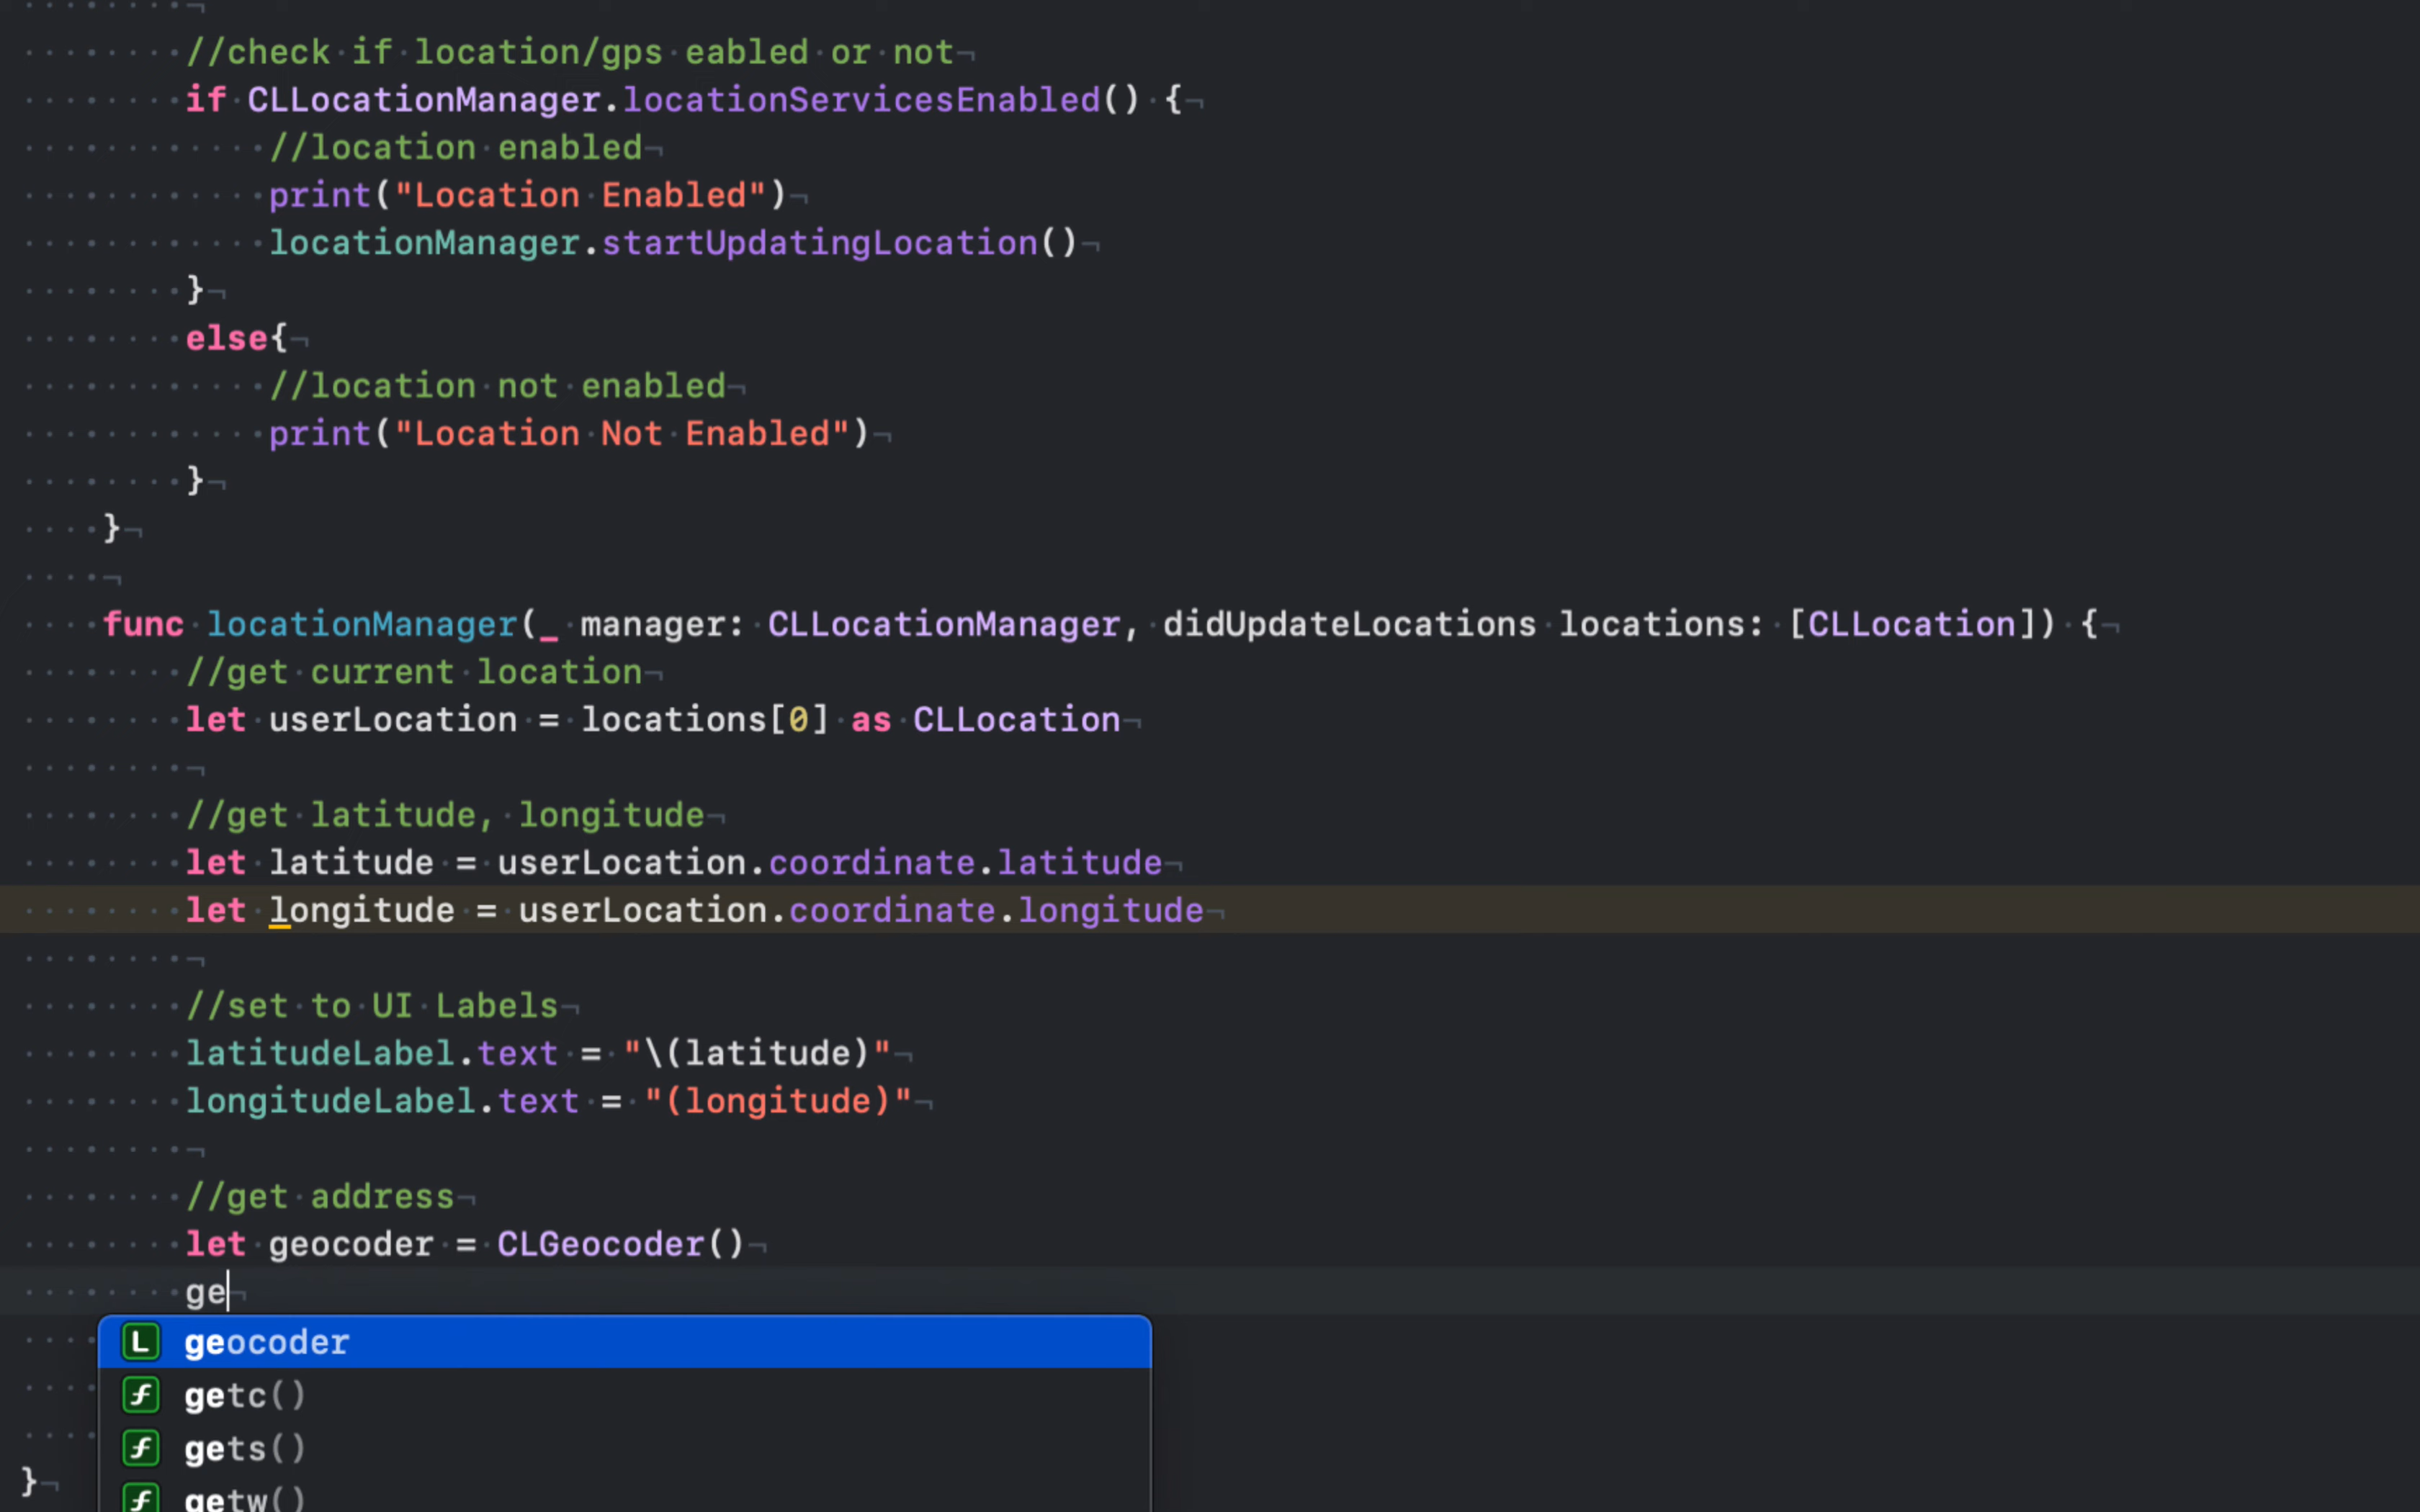 //check if location/gps eabled or not
if CLLocationManager.locationServicesEnabled() {
//location enabled
print("Location Enabled")
locationManager.startUpdatingLocation()
}
else{
//location not enabled
print("Location Not Enabled")
}
}
func locationManager(_ manager: CLLocationManager, didUpdateLocations locations: [CLLocation]) {
//get current location
let userLocation = locations[0] as CLLocation
//get latitude, longitude
let latitude = userLocation.coordinate.latitude
let longitude = userLocation.coordinate.longitude
//set to UI Labels
latitudeLabel.text = "\(latitude)"
longitudeLabel.text = "(longitude)"
//get address
let geocoder = CLGeocoder()
ge
L geocoder
f getc()
f gets()
f getw()
}